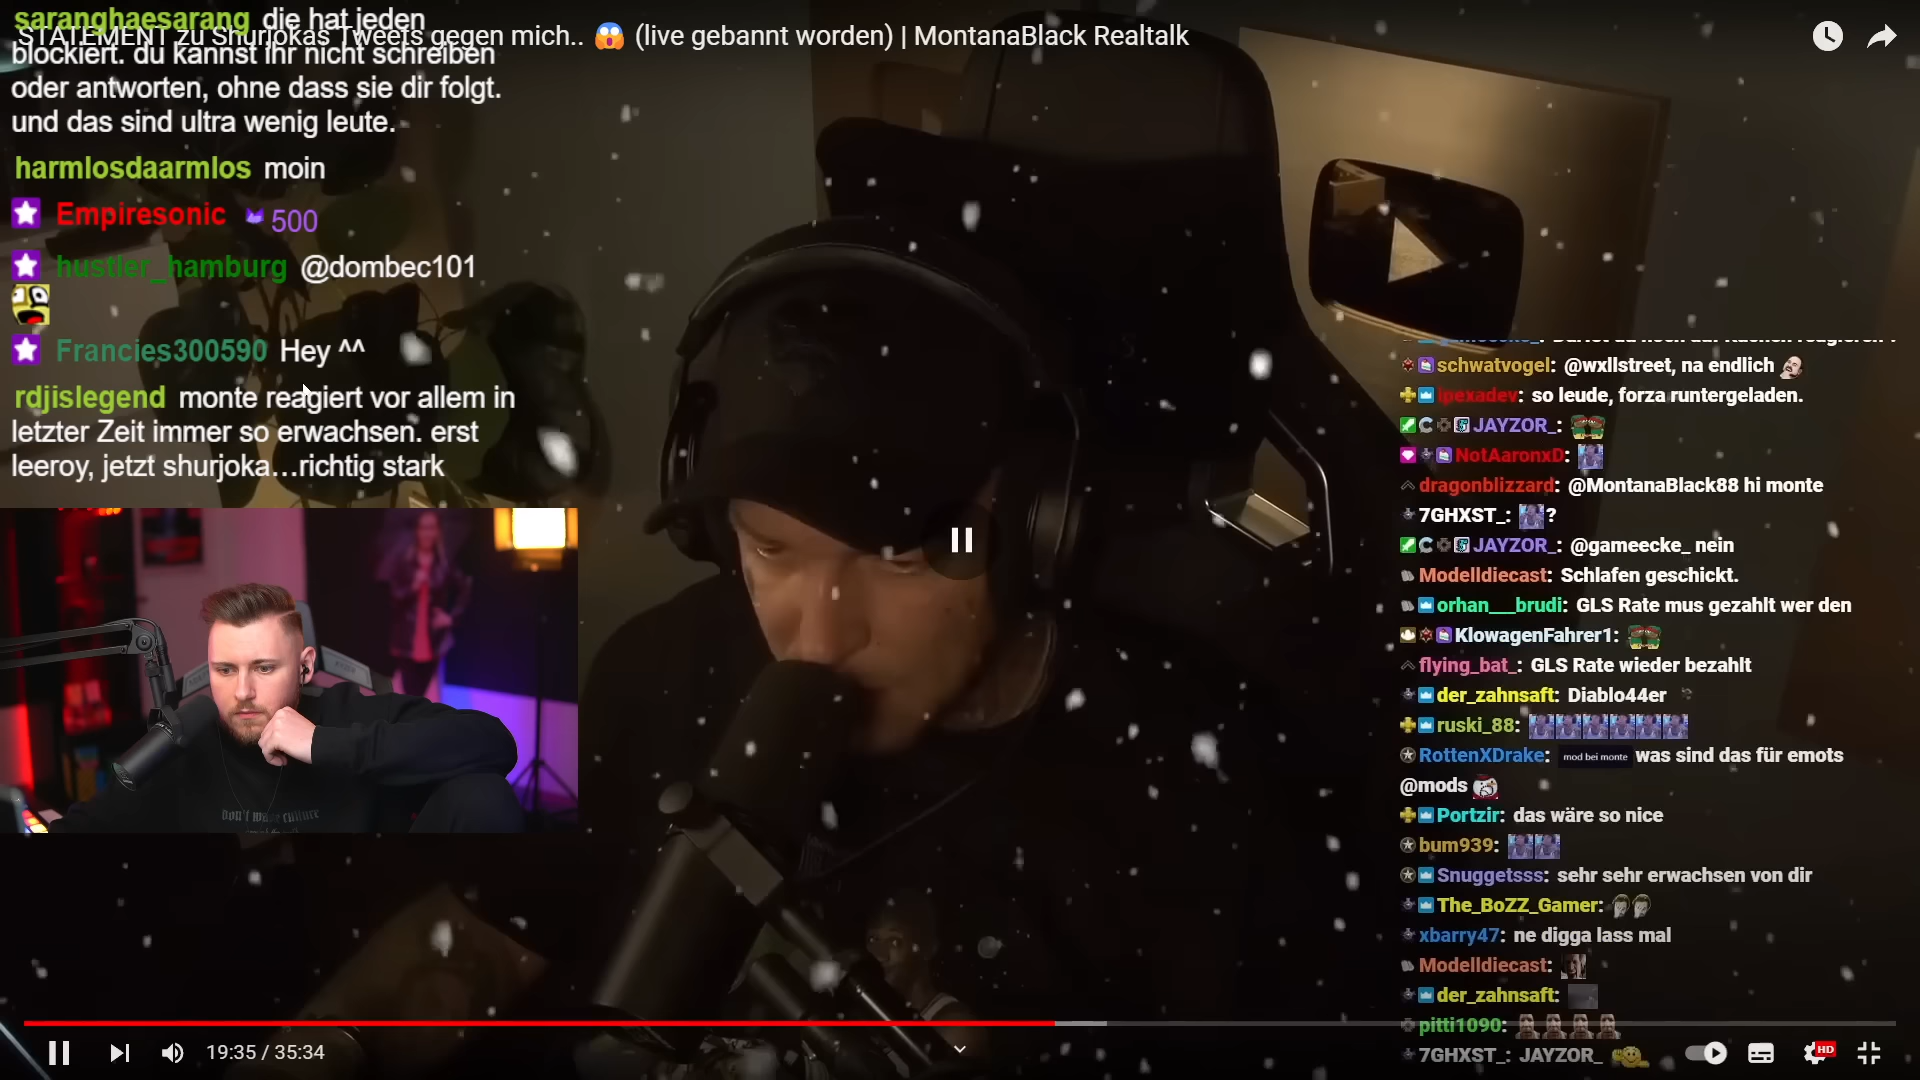 STATEMENT zu Shurjokas Tweets gegen mich.. 😱 (live gebannt worden) | MontanaBlack Realtalk
saranghaesarang die hat jeden
blockiert. du kannst ihr nicht schreiben
oder antworten, ohne dass sie dir folgt.
und das sind ultra wenig leute.
harmlosdaarmlos moin
Empiresonic 500
hustler_hamburg @dombec101
Francies300590 Hey ^^
rdjislegend monte reagiert vor allem in
letzter Zeit immer so erwachsen. erst
leeroy, jetzt shurjoka...richtig stark
schwatvogel: @wxllstreet, na endlich
ipexadev: so leude, forza runtergeladen.
JAYZOR_:
NotAaronxD:
dragonblizzard: @MontanaBlack88 hi monte
7GHXST_: ?
JAYZOR_: @gameecke_ nein
Modelldiecast: Schlafen geschickt.
orhan___brudi: GLS Rate mus gezahlt wer den
KlowagenFahrer1:
flying_bat_: GLS Rate wieder bezahlt
der_zahnsaft: Diablo44er
ruski_88:
RottenXDrake: mod bei monte was sind das für emots
@mods
Portzir: das wäre so nice
bum939:
Snuggetsss: sehr sehr erwachsen von dir
The_BoZZ_Gamer:
xbarry47: ne digga lass mal
Modelldiecast:
der_zahnsaft:
pitti1090:
7GHXST_: JAYZOR_
don't waste culture
19:35 / 35:34
HD